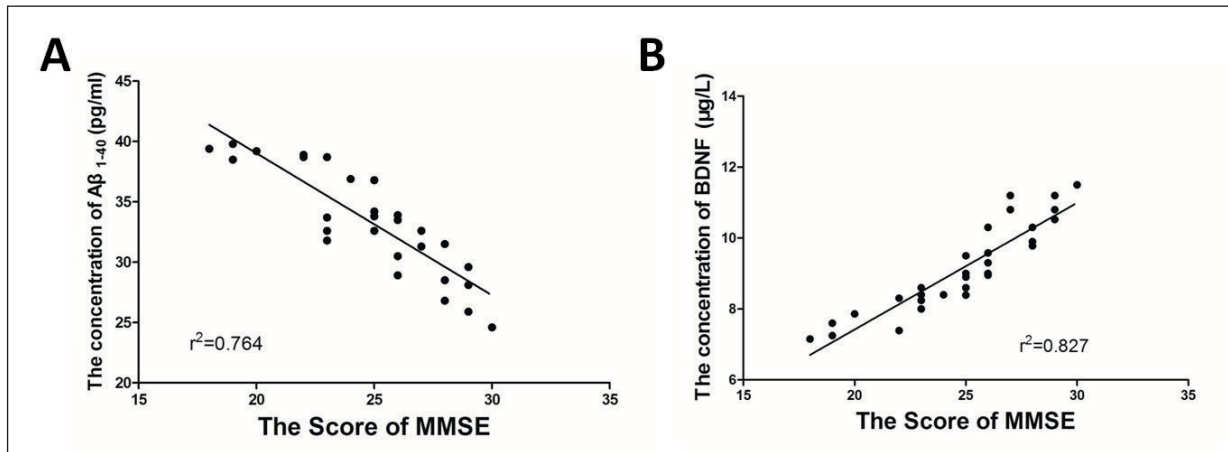 A
The concentration of Aβ 1-40 (pg/ml)
45
40
35
30
25
20
r²=0.764
15
20
25
30
35
The Score of MMSE
B
The concentration of BDNF (µg/L)
14
12
10
8
6
r²=0.827
15
20
25
30
35
The Score of MMSE